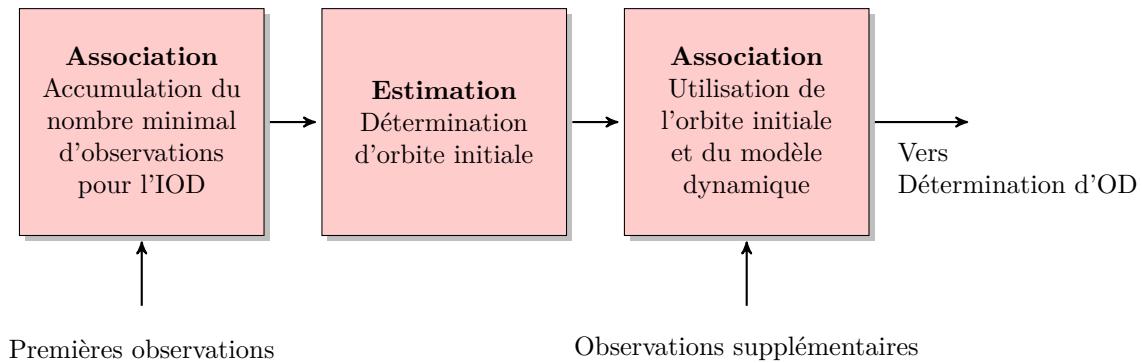 Association
Accumulation du
nombre minimal
d'observations
pour l'IOD
Estimation
Détermination
d'orbite initiale
Association
Utilisation de
l'orbite initiale
et du modèle
dynamique
Vers
Détermination d'OD
Premières observations
Observations supplémentaires